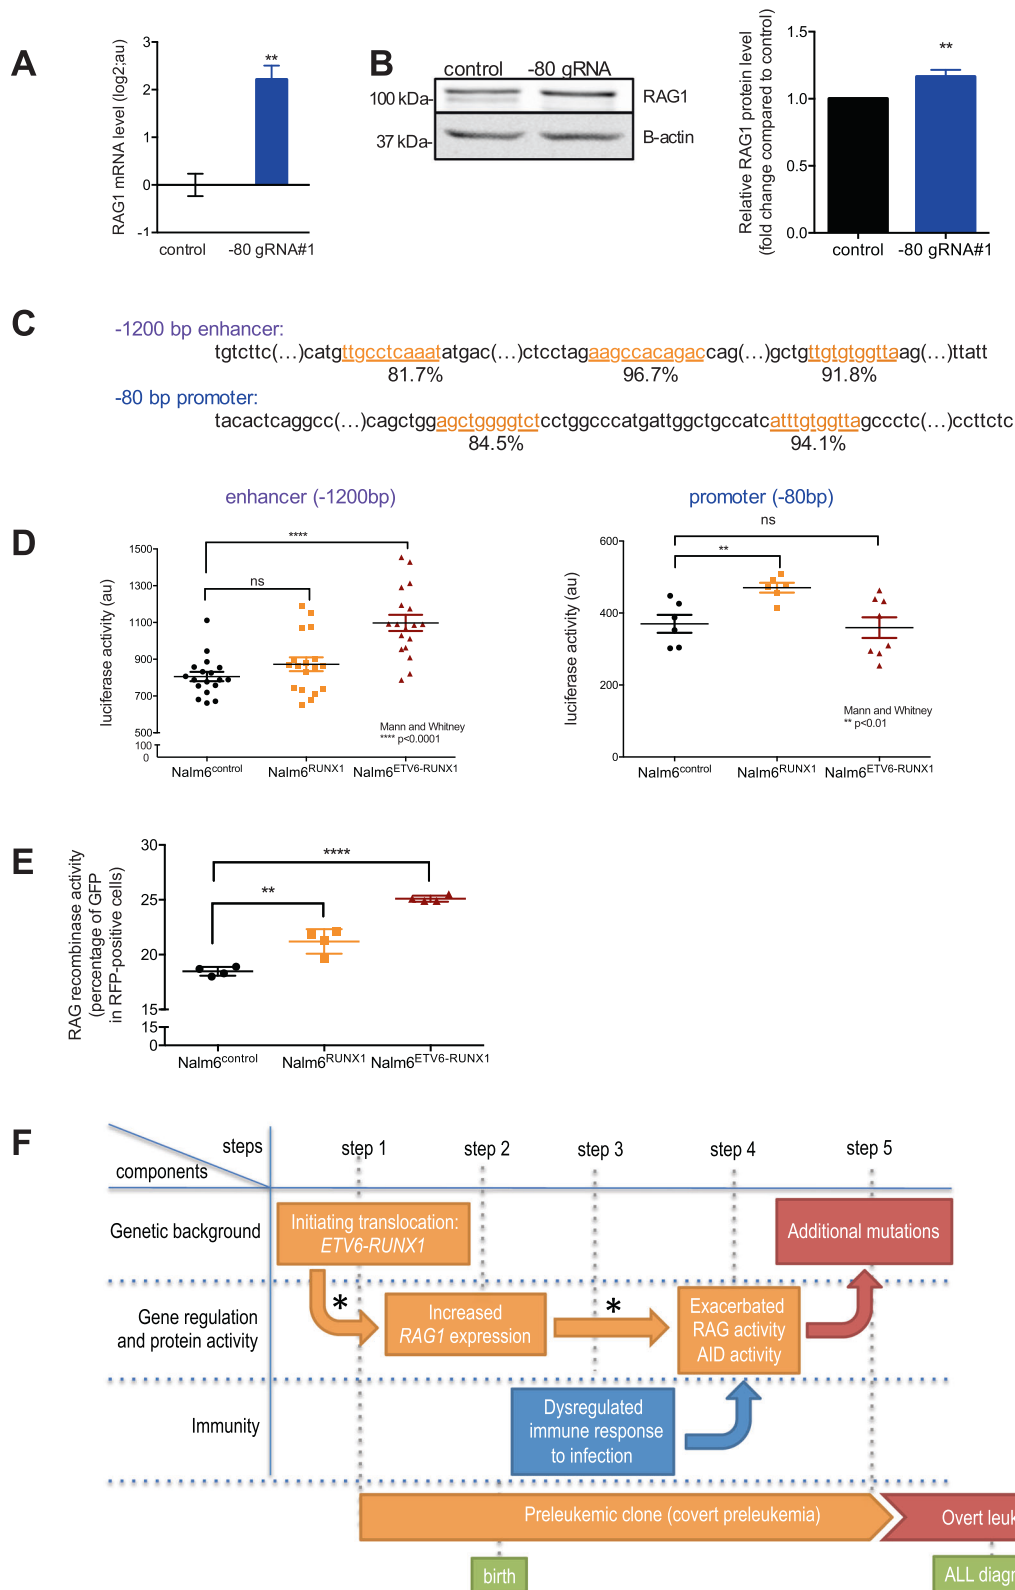 A
RAG1 mRNA level (log2;au)
3
2
1
0
-1
**
control
-80 gRNA#1
B
control
-80 gRNA
100 kDa-
RAG1
37 kDa-
B-actin
Relative RAG1 protein level
(fold change compared to control)
1.5
1.0
0.5
0.0
**
control
-80 gRNA#1
C
-1200 bp enhancer:
tgtcttc(...)catgttgcctcaaatatgac(...)ctcctagaagccacagaccag(...)gctgttgtgtggttaag(...)ttatt
81.7%
96.7%
91.8%
-80 bp promoter:
tacactcaggcc(...)cagctggagctggggtctcctggcccatgattggctgccatcatttgtggttagccctc(...)ccttctc
84.5%
94.1%
D
enhancer (-1200bp)
luciferase activity (au)
1500
1300
1100
900
700
500
100
0
****
ns
Mann and Whitney
**** p<0.0001
Nalm6control
Nalm6RUNX1
Nalm6ETV6-RUNX1
promoter (-80bp)
luciferase activity (au)
600
400
200
0
ns
**
Mann and Whitney
** p<0.01
Nalm6control
Nalm6RUNX1
Nalm6ETV6-RUNX1
E
RAG recombinase activity
(percentage of GFP
in RFP-positive cells)
30
25
20
15
15
0
****
**
Nalm6control
Nalm6RUNX1
Nalm6ETV6-RUNX1
F
steps
components
step 1
step 2
step 3
step 4
step 5
Genetic background
Initiating translocation:
ETV6-RUNX1
Additional mutations
Gene regulation
and protein activity
*
Increased
RAG1 expression
*
Exacerbated
RAG activity
AID activity
Immunity
Dysregulated
immune response
to infection
Preleukemic clone (covert preleukemia)
Overt leuk
birth
ALL diagn